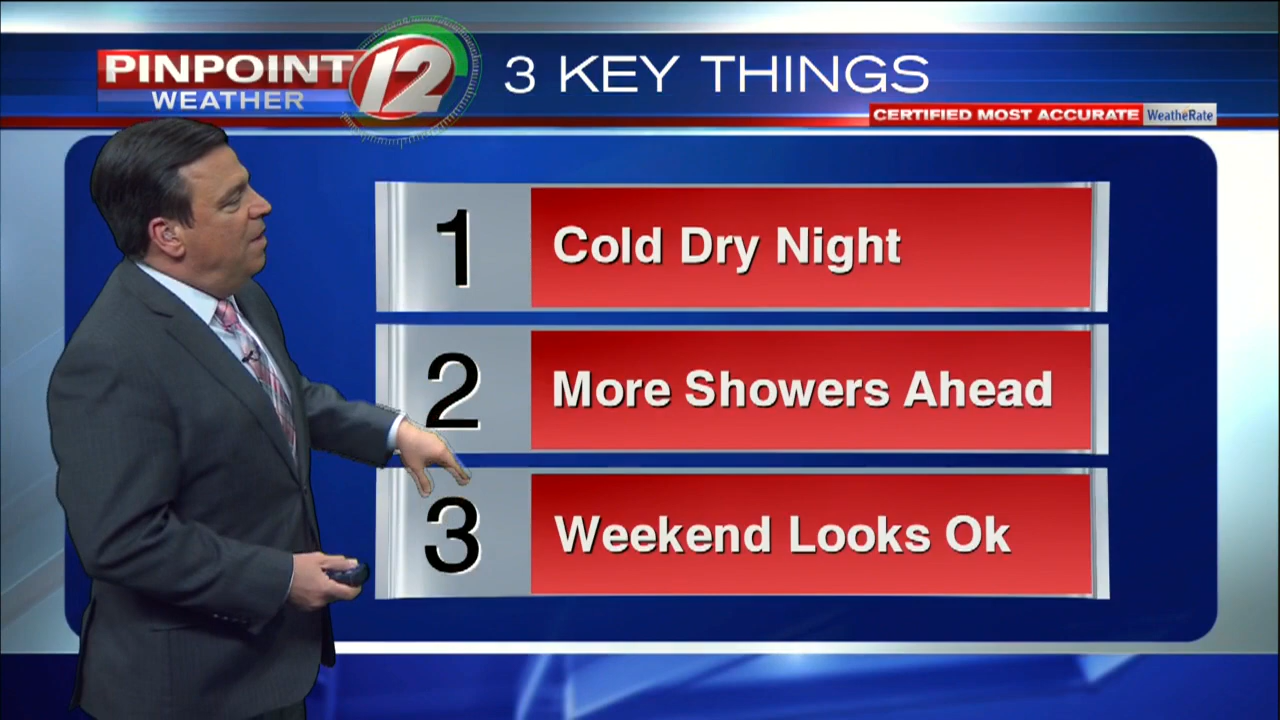 PINPOINT 12
WEATHER
3 KEY THINGS
CERTIFIED MOST ACCURATE WeatheRate
1 Cold Dry Night
2 More Showers Ahead
3 Weekend Looks Ok